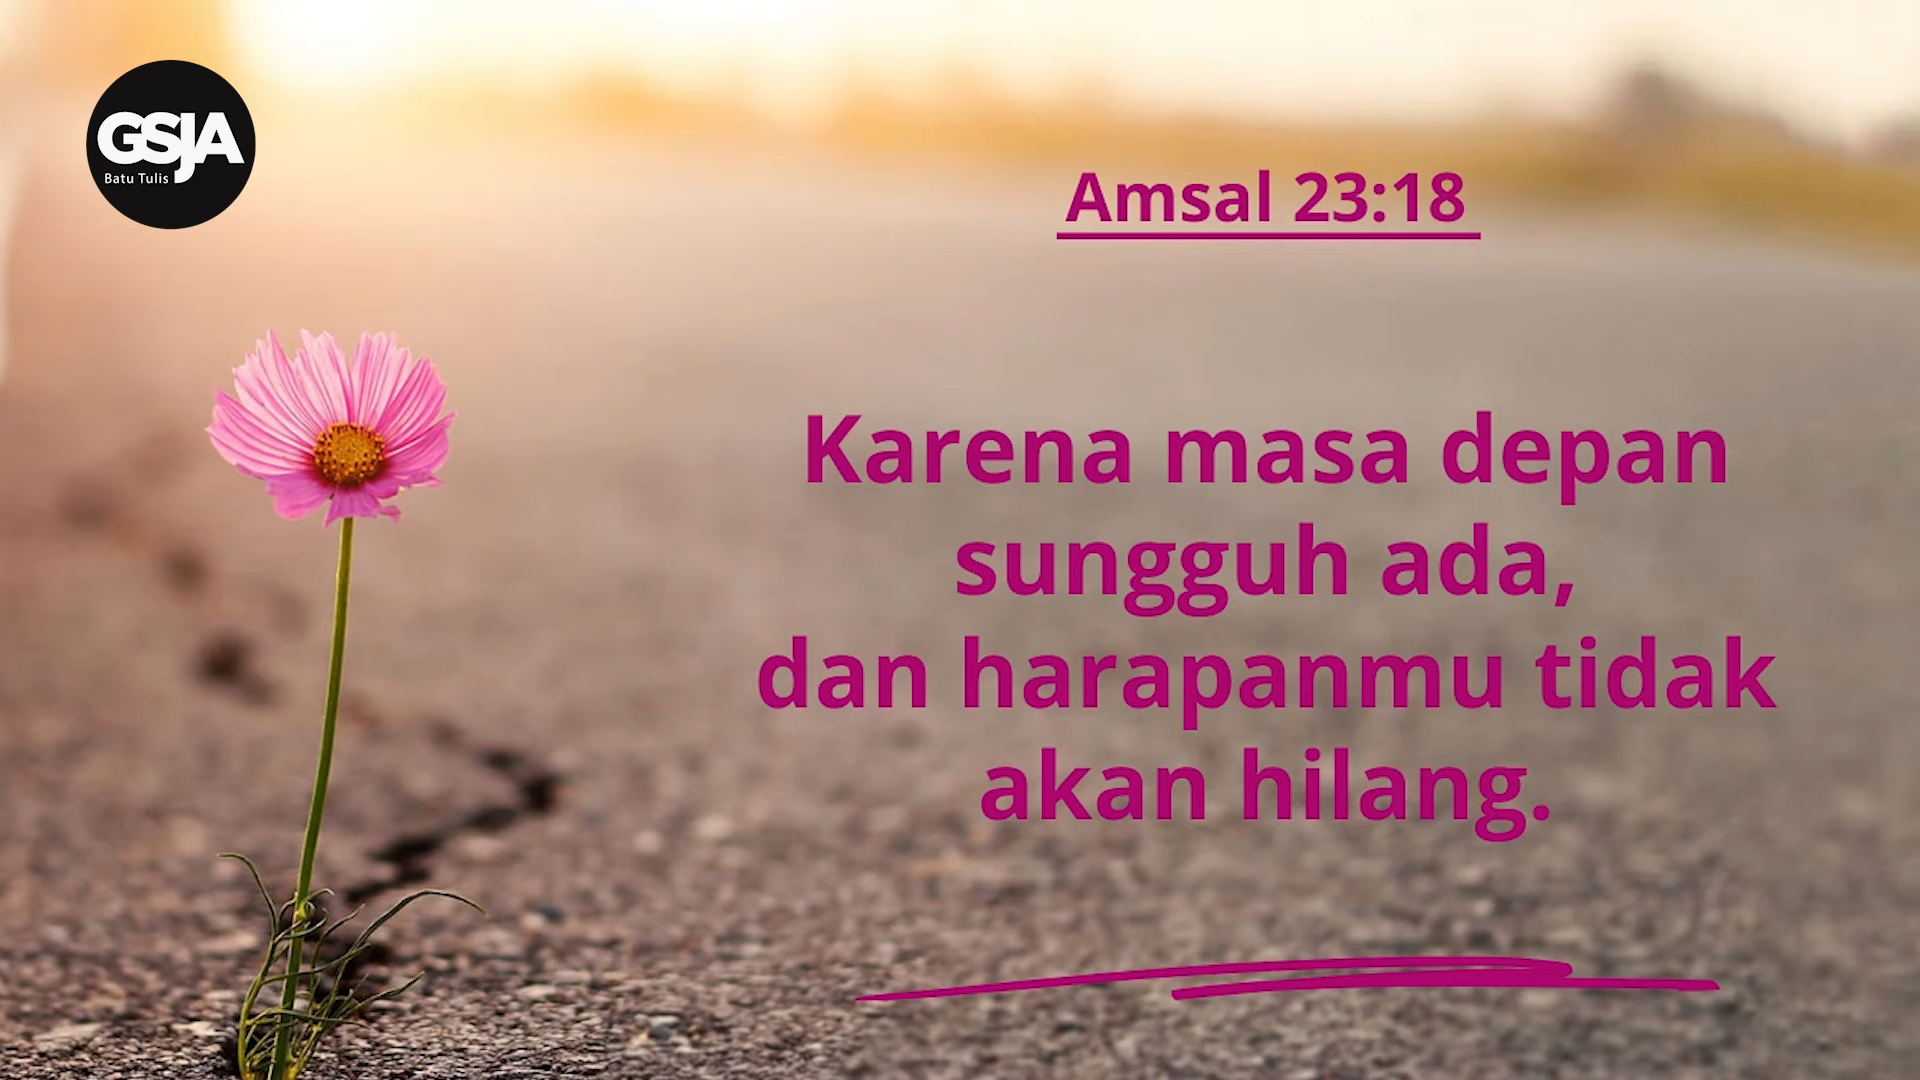 GSJA
Batu Tulis
Amsal 23:18
Karena masa depan
sungguh ada,
dan harapanmu tidak
akan hilang.